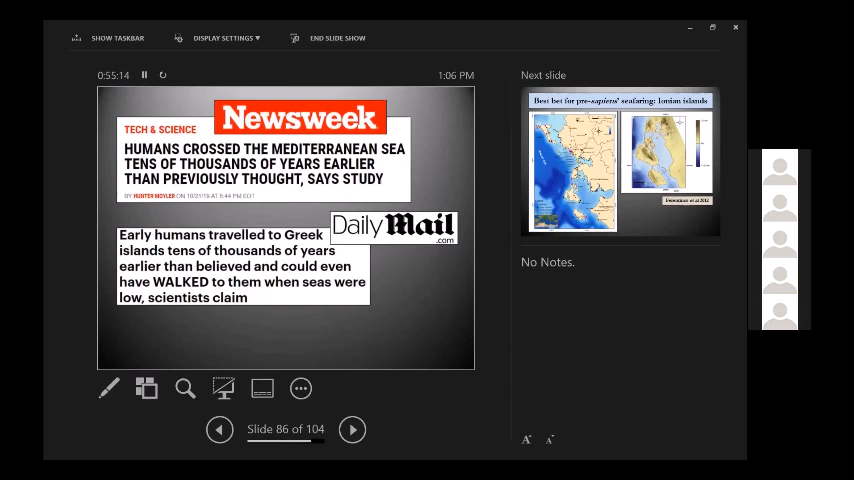 SHOW TASKBAR
DISPLAY SETTINGS ▼
END SLIDE SHOW
0:55:14
1:06 PM
Newsweek
TECH & SCIENCE
HUMANS CROSSED THE MEDITERRANEAN SEA
TENS OF THOUSANDS OF YEARS EARLIER
THAN PREVIOUSLY THOUGHT, SAYS STUDY
BY HUNTER MOYLER ON 10/21/19 AT 5:44 PM EDT
Daily Mail
.com
Early humans travelled to Greek
islands tens of thousands of years
earlier than believed and could even
have WALKED to them when seas were
low, scientists claim
Slide 86 of 104
Next slide
Best bet for pre-sapiens' seafaring: Ionian islands
No Notes.
A
A